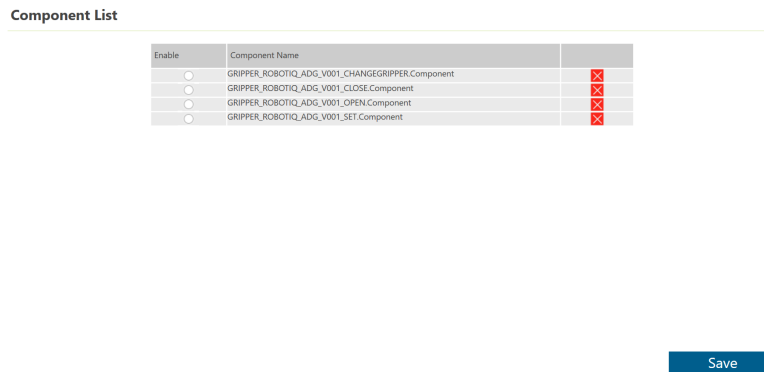 Component List
Enable Component Name
GRIPPER_ROBOTIQ_ADG_V001_CHANGEGRIPPER.Component
GRIPPER_ROBOTIQ_ADG_V001_CLOSE.Component
GRIPPER_ROBOTIQ_ADG_V001_OPEN.Component
GRIPPER_ROBOTIQ_ADG_V001_SET.Component
Save